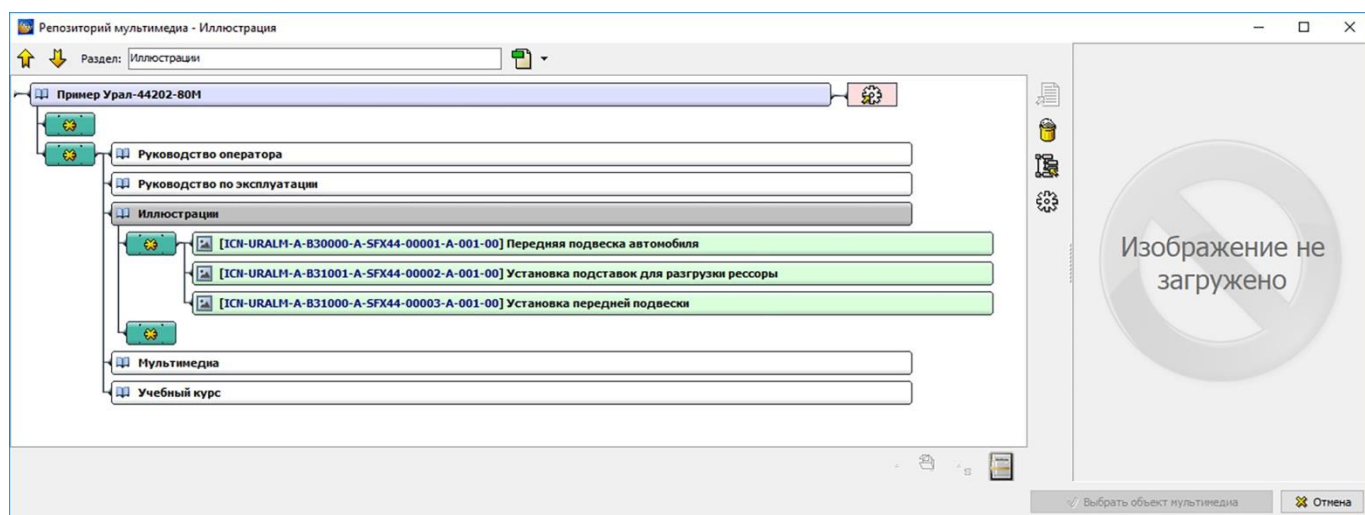 Репозиторий мультимедиа - Иллюстрация
Раздел: Иллюстрации
Пример Урал-44202-80М
Руководство оператора
Руководство по эксплуатации
Иллюстрации
[ICN-URALM-A-B30000-A-SFX44-00001-A-001-00] Передняя подвеска автомобиля
[ICN-URALM-A-B31001-A-SFX44-00002-A-001-00] Установка подставок для разгрузки рессоры
[ICN-URALM-A-B31000-A-SFX44-00003-A-001-00] Установка передней подвески
Мультимедиа
Учебный курс
Изображение не
загружено
Выбрать объект мультимедиа
Отмена